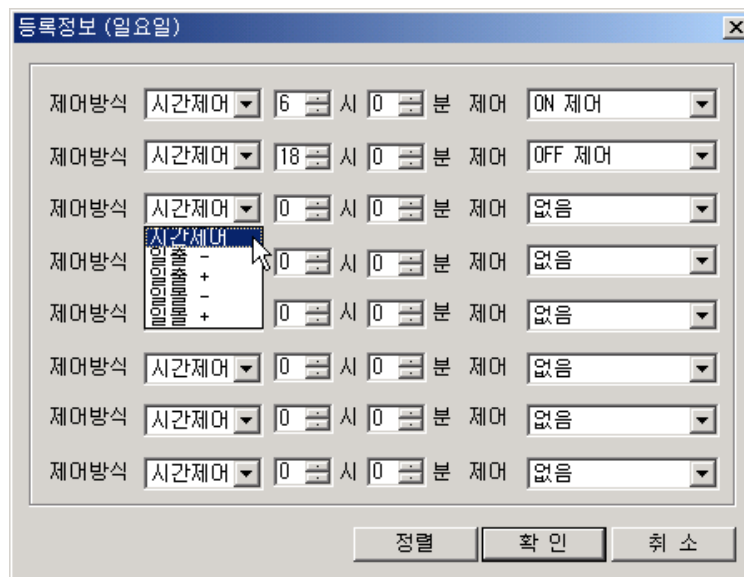 등록정보 (일요일)
제어방식 시간제어 6 시 0 분 제어 ON 제어
제어방식 시간제어 18 시 0 분 제어 OFF 제어
제어방식 시간제어 0 시 0 분 제어 없음
시간제어
제어방식 일출 - 0 시 0 분 제어 없음
일출 +
일몰 -
제어방식 일몰 + 0 시 0 분 제어 없음
제어방식 시간제어 0 시 0 분 제어 없음
제어방식 시간제어 0 시 0 분 제어 없음
제어방식 시간제어 0 시 0 분 제어 없음
정렬 확 인 취 소